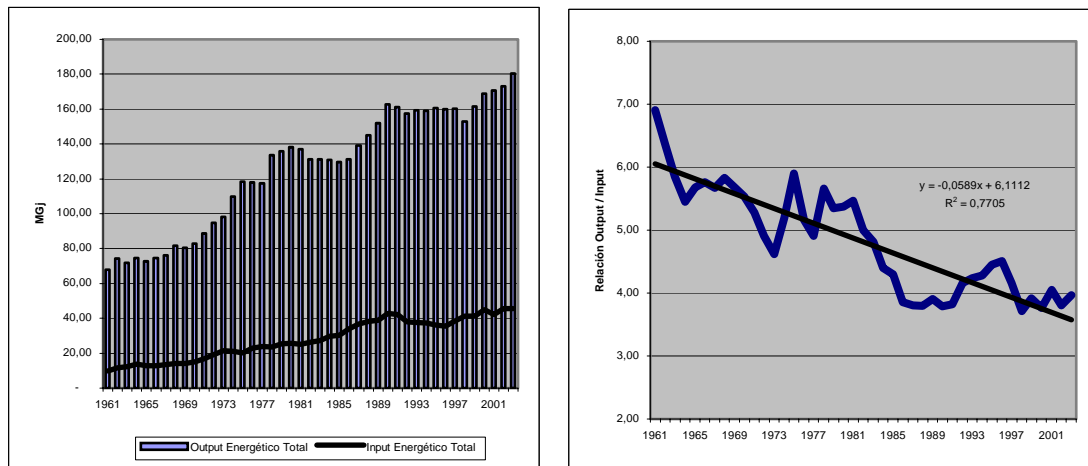 200,00
180,00
160,00
140,00
120,00
100,00
80,00
60,00
40,00
20,00
-
MGj
1961 1965 1969 1973 1977 1981 1985 1989 1993 1997 2001
Output Energético Total Input Energético Total
8,00
7,00
6,00
5,00
4,00
3,00
2,00
Relación Output / Input
y = -0,0589x + 6,1112
R² = 0,7705
1961 1965 1969 1973 1977 1981 1985 1989 1993 1997 2001